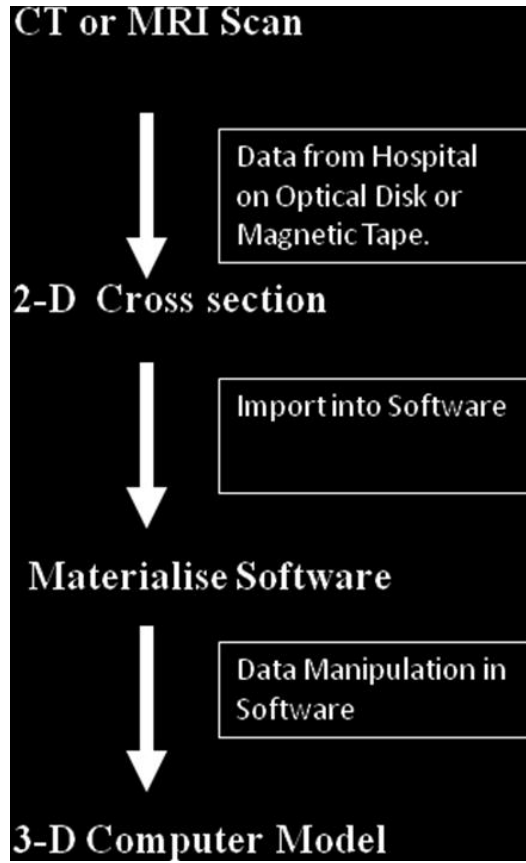 CT or MRI Scan
Data from Hospital
on Optical Disk or
Magnetic Tape.
2-D Cross section
Import into Software
Materialise Software
Data Manipulation in
Software
3-D Computer Model